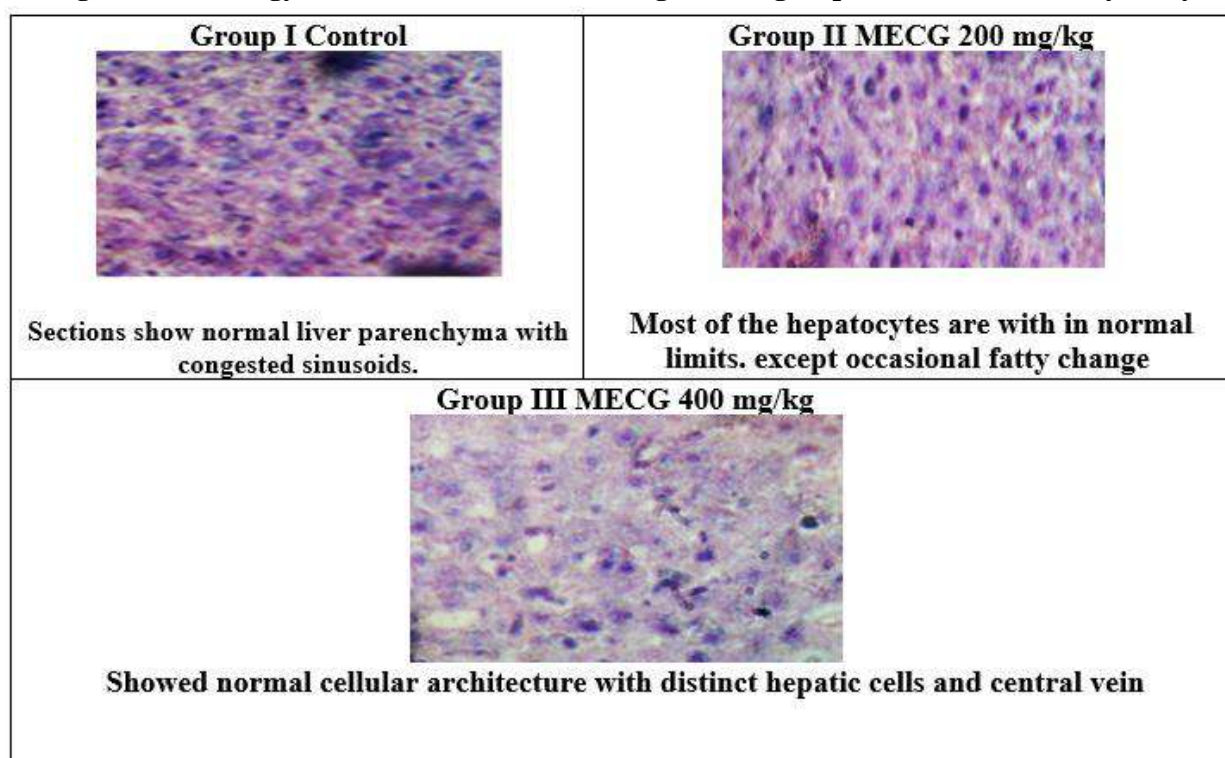 Group I Control
Group II MECG 200 mg/kg
Sections show normal liver parenchyma with
congested sinusoids.
Most of the hepatocytes are with in normal
limits. except occasional fatty change
Group III MECG 400 mg/kg
Showed normal cellular architecture with distinct hepatic cells and central vein